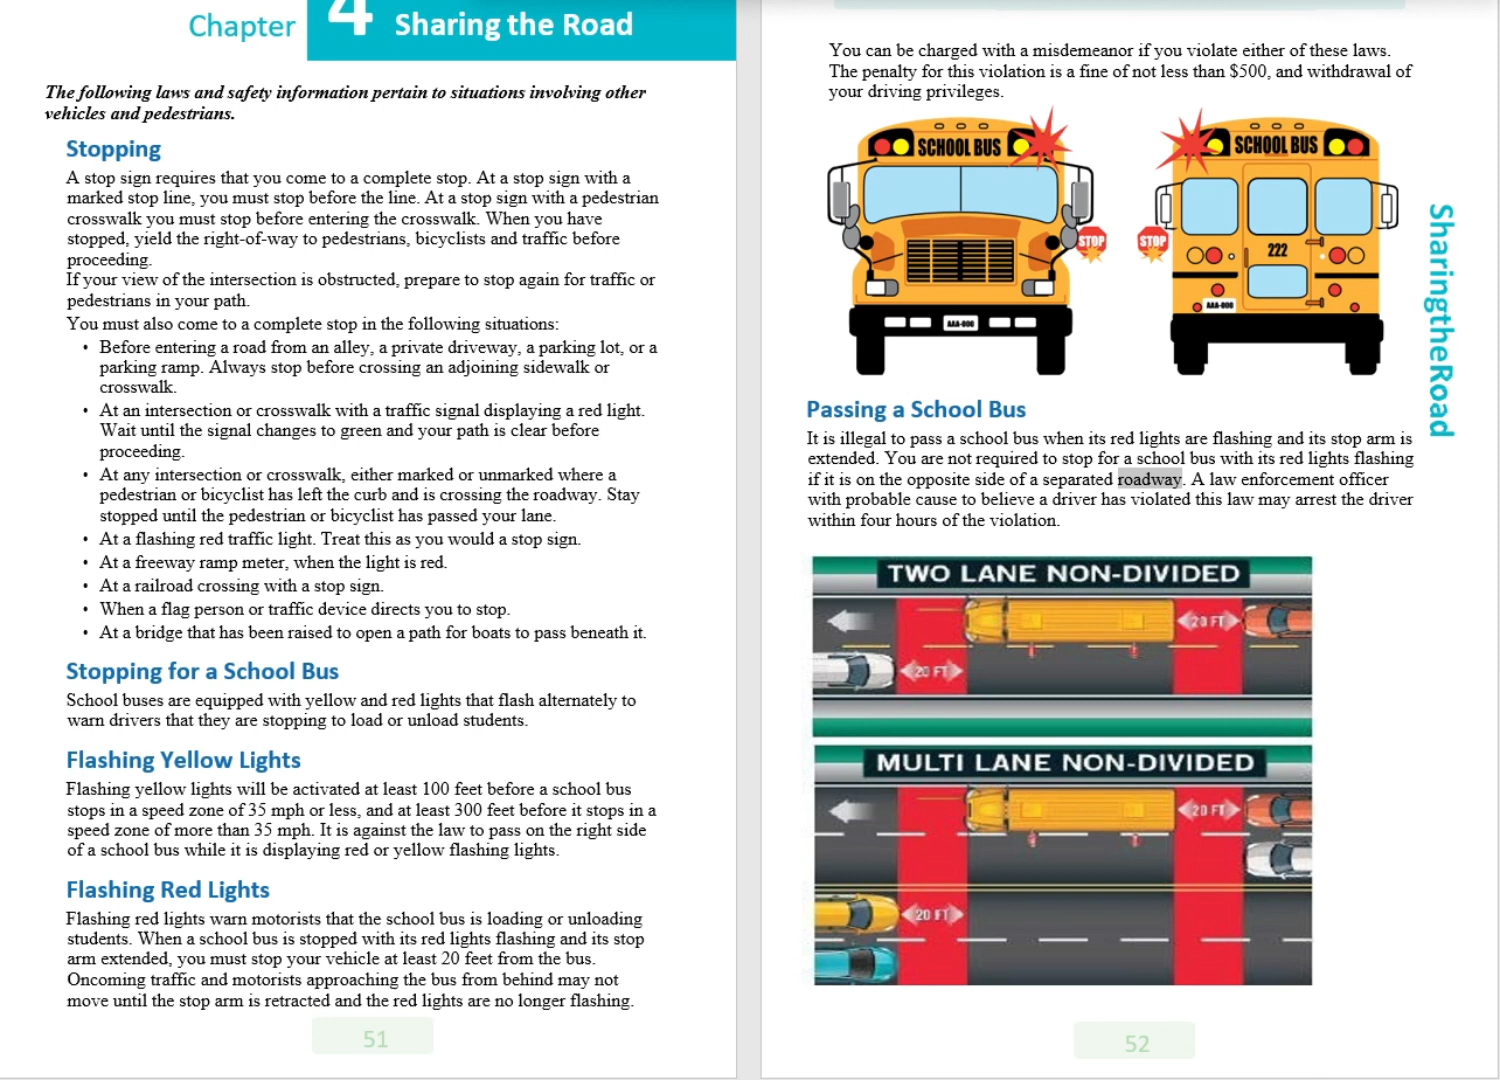 Chapter 4 Sharing the Road
The following laws and safety information pertain to situations involving other
vehicles and pedestrians.
Stopping
A stop sign requires that you come to a complete stop. At a stop sign with a
marked stop line, you must stop before the line. At a stop sign with a pedestrian
crosswalk you must stop before entering the crosswalk. When you have
stopped, yield the right-of-way to pedestrians, bicyclists and traffic before
proceeding.
If your view of the intersection is obstructed, prepare to stop again for traffic or
pedestrians in your path.
You must also come to a complete stop in the following situations:
• Before entering a road from an alley, a private driveway, a parking lot, or a
parking ramp. Always stop before crossing an adjoining sidewalk or
crosswalk.
• At an intersection or crosswalk with a traffic signal displaying a red light.
Wait until the signal changes to green and your path is clear before
proceeding.
• At any intersection or crosswalk, either marked or unmarked where a
pedestrian or bicyclist has left the curb and is crossing the roadway. Stay
stopped until the pedestrian or bicyclist has passed your lane.
• At a flashing red traffic light. Treat this as you would a stop sign.
• At a freeway ramp meter, when the light is red.
• At a railroad crossing with a stop sign.
• When a flag person or traffic device directs you to stop.
• At a bridge that has been raised to open a path for boats to pass beneath it.
Stopping for a School Bus
School buses are equipped with yellow and red lights that flash alternately to
warn drivers that they are stopping to load or unload students.
Flashing Yellow Lights
Flashing yellow lights will be activated at least 100 feet before a school bus
stops in a speed zone of 35 mph or less, and at least 300 feet before it stops in a
speed zone of more than 35 mph. It is against the law to pass on the right side
of a school bus while it is displaying red or yellow flashing lights.
Flashing Red Lights
Flashing red lights warn motorists that the school bus is loading or unloading
students. When a school bus is stopped with its red lights flashing and its stop
arm extended, you must stop your vehicle at least 20 feet from the bus.
Oncoming traffic and motorists approaching the bus from behind may not
move until the stop arm is retracted and the red lights are no longer flashing.
51
You can be charged with a misdemeanor if you violate either of these laws.
The penalty for this violation is a fine of not less than $500, and withdrawal of
your driving privileges.
SCHOOL BUS
STOP
AAA-000
SCHOOL BUS
STOP
222
AAA-000
SharingtheRoad
Passing a School Bus
It is illegal to pass a school bus when its red lights are flashing and its stop arm is
extended. You are not required to stop for a school bus with its red lights flashing
if it is on the opposite side of a separated roadway. A law enforcement officer
with probable cause to believe a driver has violated this law may arrest the driver
within four hours of the violation.
TWO LANE NON-DIVIDED
20 FT
20 FT
MULTI LANE NON-DIVIDED
20 FT
20 FT
52